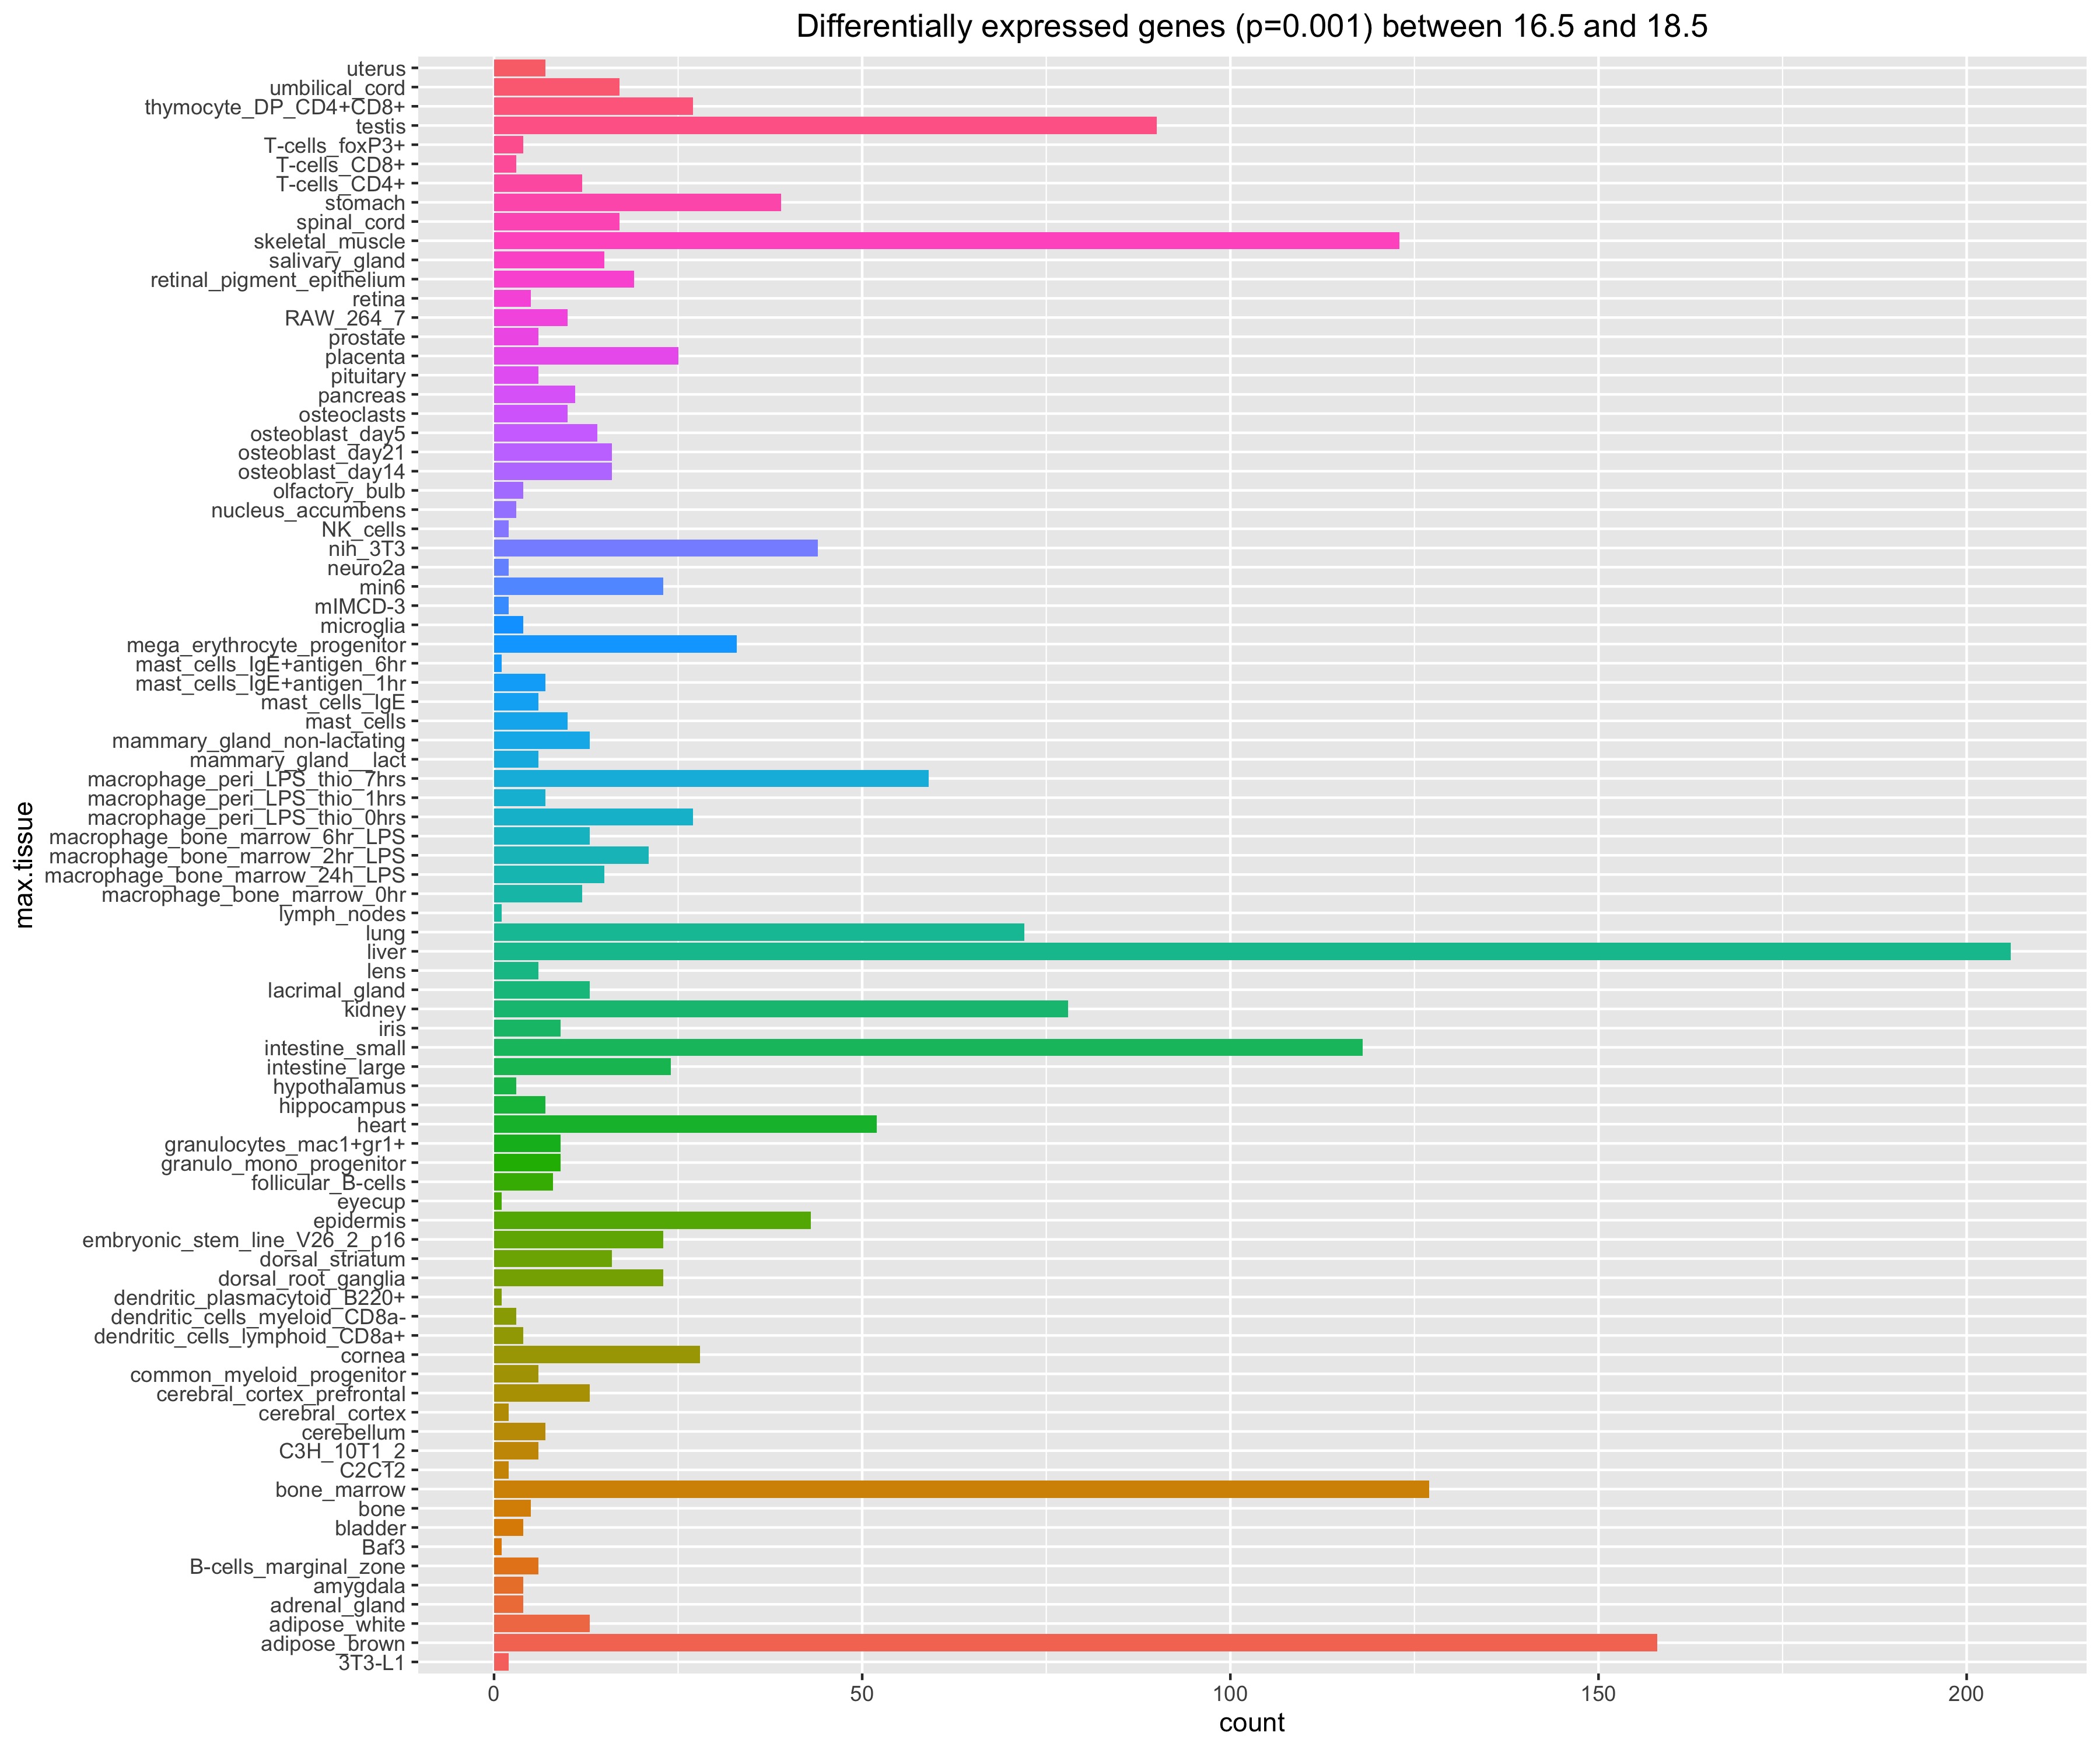 Differentially expressed genes (p=0.001) between 16.5 and 18.5
max.tissue
uterus
umbilical_cord
thymocyte_DP_CD4+CD8+
testis
T-cells_foxP3+
T-cells_CD8+
T-cells_CD4+
stomach
spinal_cord
skeletal_muscle
salivary_gland
retinal_pigment_epithelium
retina
RAW_264_7
prostate
placenta
pituitary
pancreas
osteoclasts
osteoblast_day5
osteoblast_day21
osteoblast_day14
olfactory_bulb
nucleus_accumbens
NK_cells
nih_3T3
neuro2a
min6
mIMCD-3
microglia
mega_erythrocyte_progenitor
mast_cells_IgE+antigen_6hr
mast_cells_IgE+antigen_1hr
mast_cells_IgE
mast_cells
mammary_gland_non-lactating
mammary_gland__lact
macrophage_peri_LPS_thio_7hrs
macrophage_peri_LPS_thio_1hrs
macrophage_peri_LPS_thio_0hrs
macrophage_bone_marrow_6hr_LPS
macrophage_bone_marrow_2hr_LPS
macrophage_bone_marrow_24h_LPS
macrophage_bone_marrow_0hr
lymph_nodes
lung
liver
lens
lacrimal_gland
kidney
iris
intestine_small
intestine_large
hypothalamus
hippocampus
heart
granulocytes_mac1+gr1+
granulo_mono_progenitor
follicular_B-cells
eyecup
epidermis
embryonic_stem_line_V26_2_p16
dorsal_striatum
dorsal_root_ganglia
dendritic_plasmacytoid_B220+
dendritic_cells_myeloid_CD8a-
dendritic_cells_lymphoid_CD8a+
cornea
common_myeloid_progenitor
cerebral_cortex_prefrontal
cerebral_cortex
cerebellum
C3H_10T1_2
C2C12
bone_marrow
bone
bladder
Baf3
B-cells_marginal_zone
amygdala
adrenal_gland
adipose_white
adipose_brown
3T3-L1
0 50 100 150 200
count